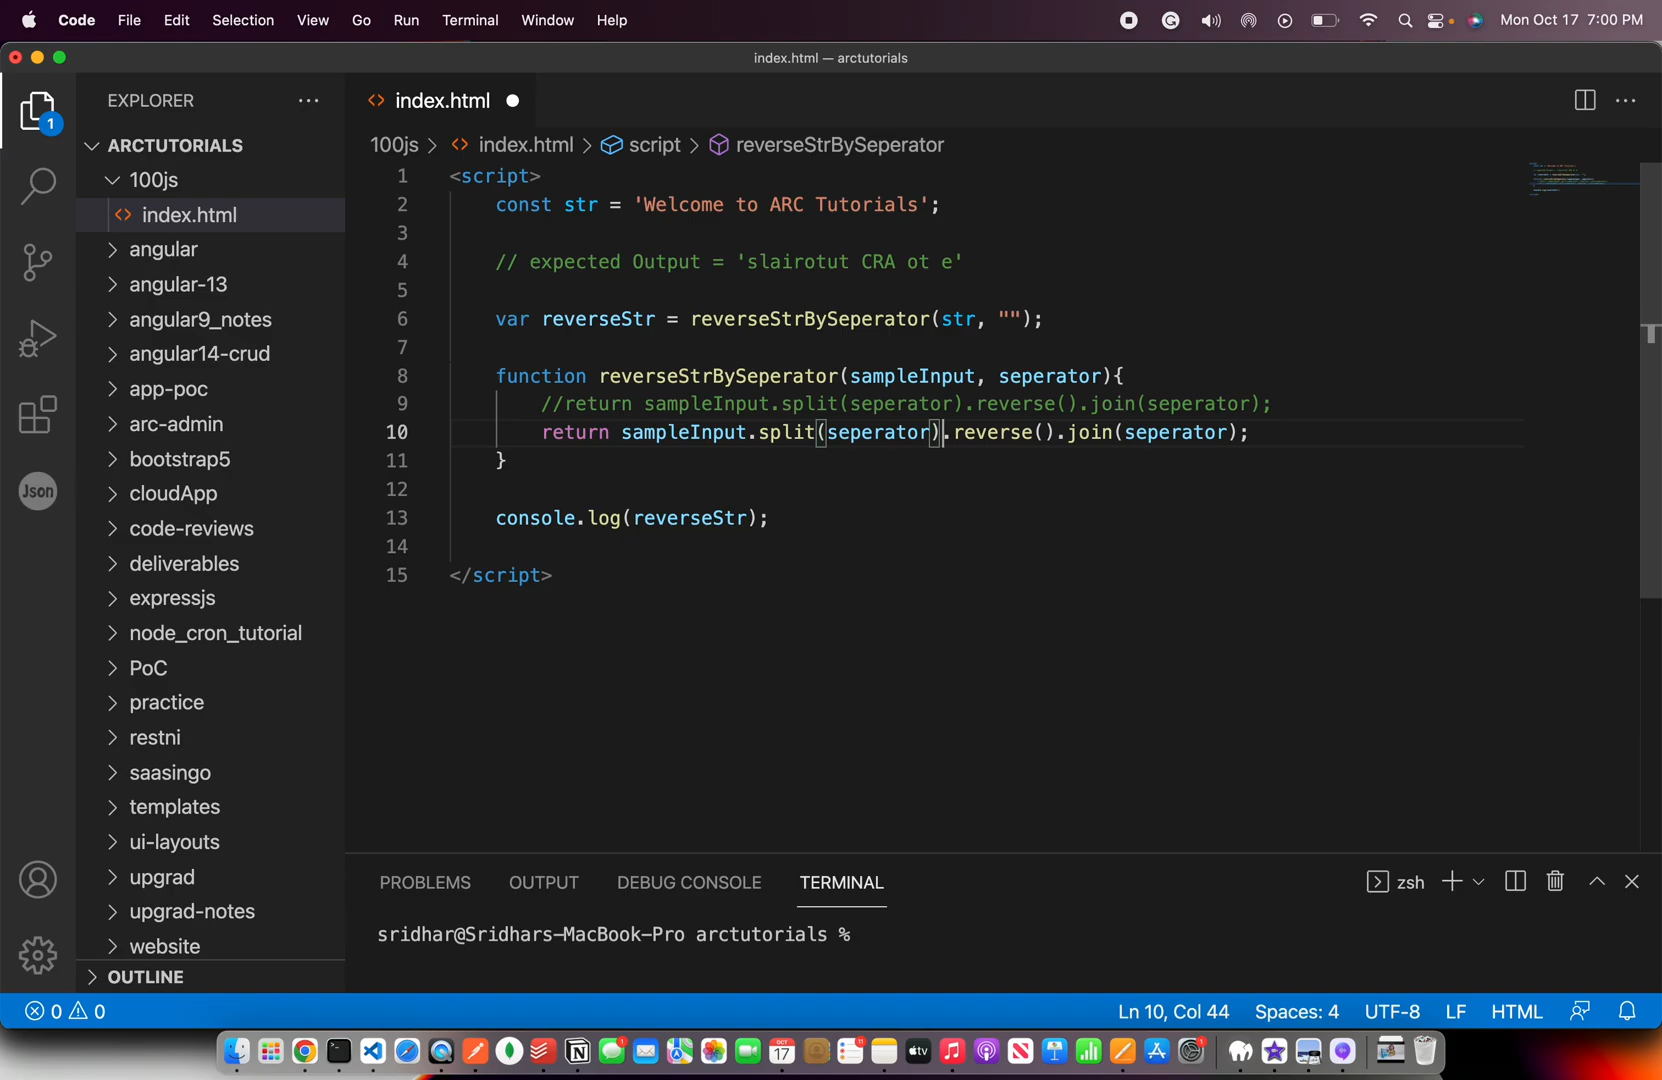 Code File Edit Selection View Go Run Terminal Window Help Mon Oct 17 7:00 PM
index.html — arctutorials
EXPLORER ···
index.html
1
ARCTUTORIALS
100js
index.html
angular
angular-13
angular9_notes
angular14-crud
app-poc
arc-admin
bootstrap5
cloudApp
Json
code-reviews
deliverables
expressjs
node_cron_tutorial
PoC
practice
restni
saasingo
templates
ui-layouts
upgrad
upgrad-notes
website
OUTLINE
100js > index.html > script > reverseStrBySeperator
1 <script>
2 const str = 'Welcome to ARC Tutorials';
3
4 // expected Output = 'slairotut CRA ot e'
5
6 var reverseStr = reverseStrBySeperator(str, "");
7
8 function reverseStrBySeperator(sampleInput, seperator){
9 //return sampleInput.split(seperator).reverse().join(seperator);
10 return sampleInput.split(seperator).reverse().join(seperator);
11 }
12
13 console.log(reverseStr);
14
15 </script>
PROBLEMS OUTPUT DEBUG CONSOLE TERMINAL zsh
sridhar@Sridhars-MacBook-Pro arctutorials %
0 0 Ln 10, Col 44 Spaces: 4 UTF-8 LF HTML
OCT 17 tv